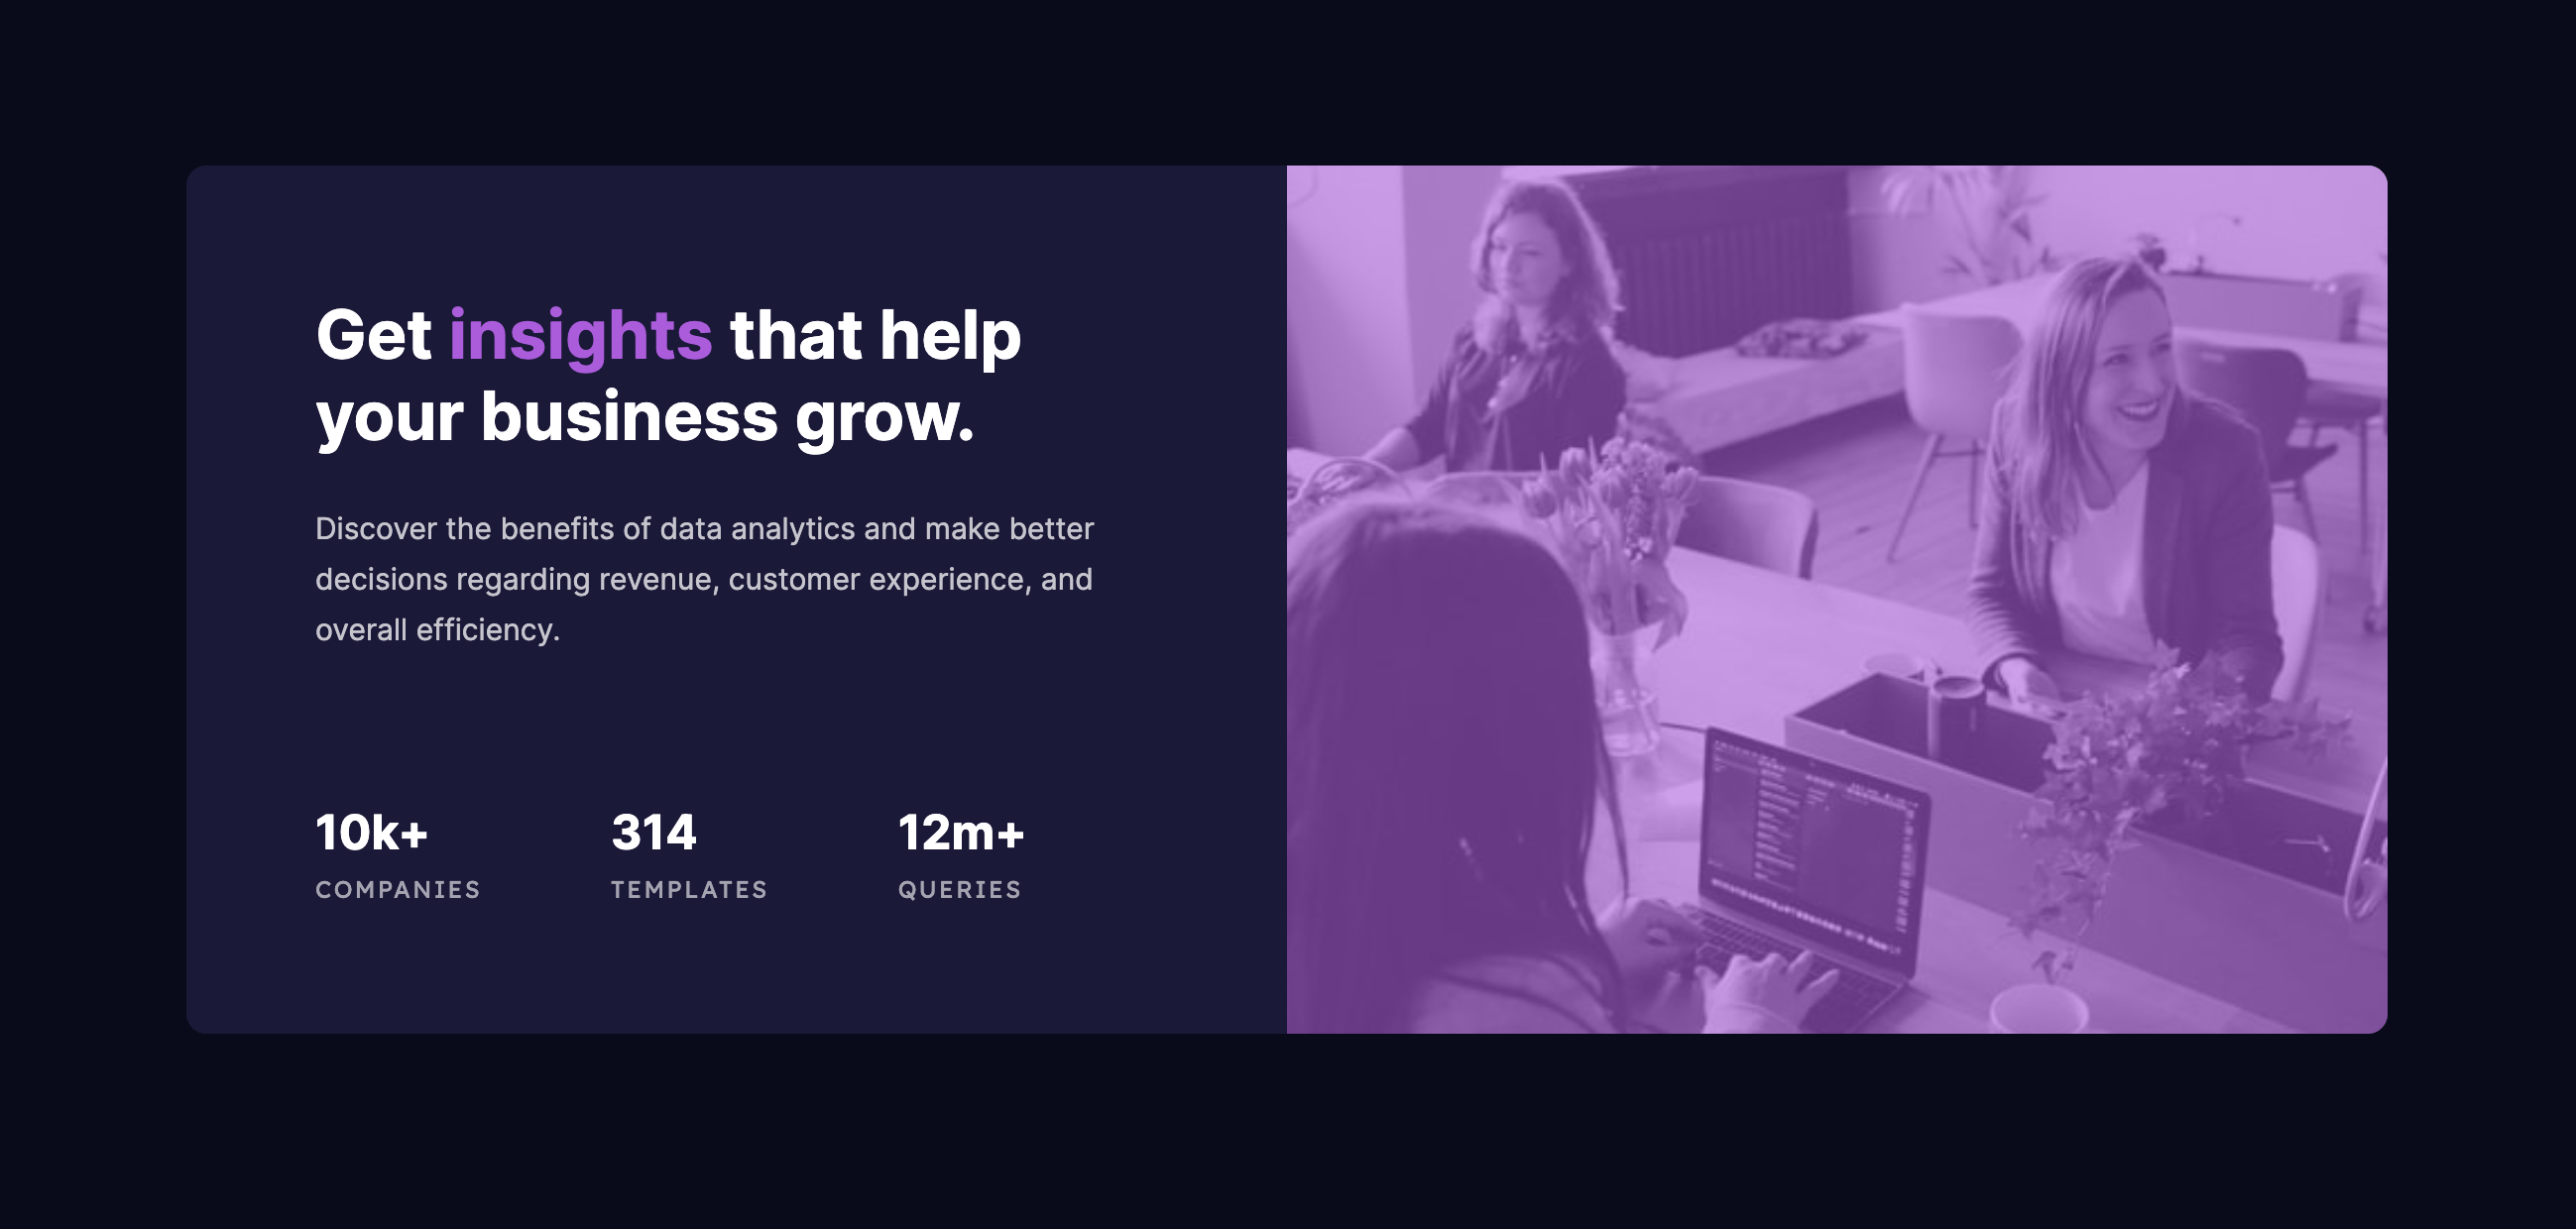 Get insights that help
your business grow.
Discover the benefits of data analytics and make better
decisions regarding revenue, customer experience, and
overall efficiency.
10k+ 314 12m+
COMPANIES TEMPLATES QUERIES